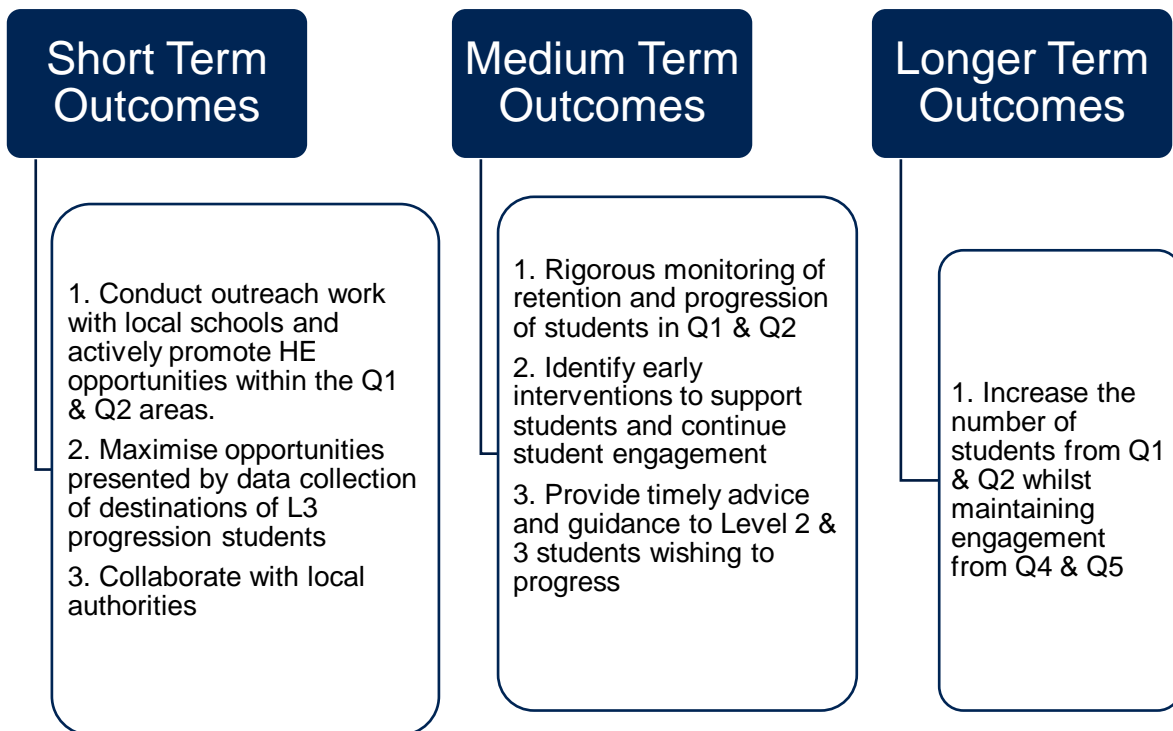 Short Term
Outcomes
1. Conduct outreach work
with local schools and
actively promote HE
opportunities within the Q1
& Q2 areas.
2. Maximise opportunities
presented by data collection
of destinations of L3
progression students
3. Collaborate with local
authorities
Medium Term
Outcomes
1. Rigorous monitoring of
retention and progression
of students in Q1 & Q2
2. Identify early
interventions to support
students and continue
student engagement
3. Provide timely advice
and guidance to Level 2 &
3 students wishing to
progress
Longer Term
Outcomes
1. Increase the
number of
students from Q1
& Q2 whilst
maintaining
engagement
from Q4 & Q5